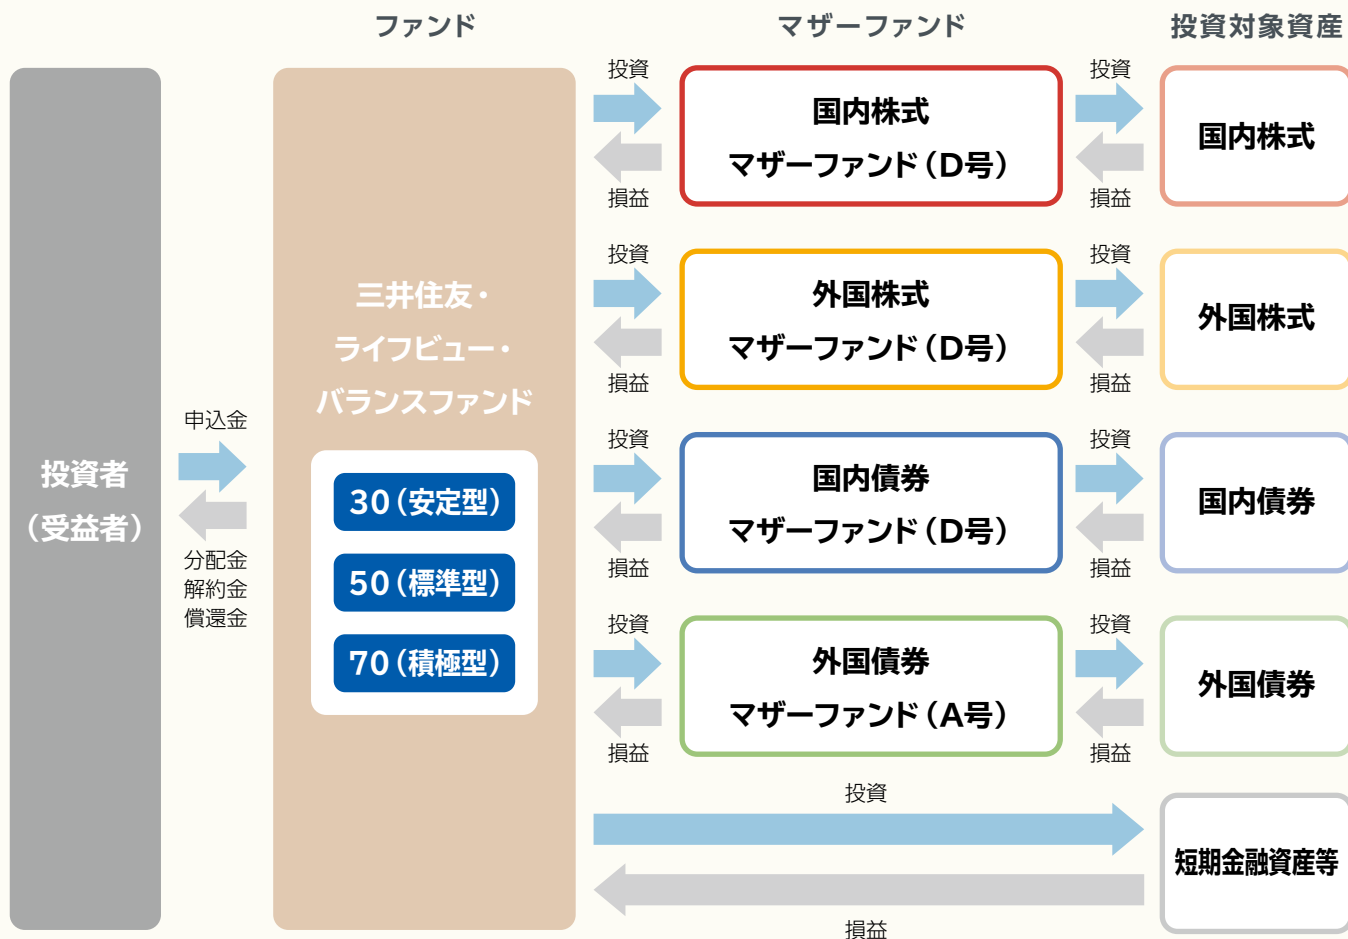 ファンド
マザーファンド
投資対象資産
投資者
（受益者）
申込金
分配金
解約金
償還金
三井住友・
ライフビュー・
バランスファンド
30（安定型）
50（標準型）
70（積極型）
投資
損益
国内株式
マザーファンド（D号）
投資
損益
国内株式
投資
損益
外国株式
マザーファンド（D号）
投資
損益
外国株式
投資
損益
国内債券
マザーファンド（D号）
投資
損益
国内債券
投資
損益
外国債券
マザーファンド（A号）
投資
損益
外国債券
投資
損益
短期金融資産等